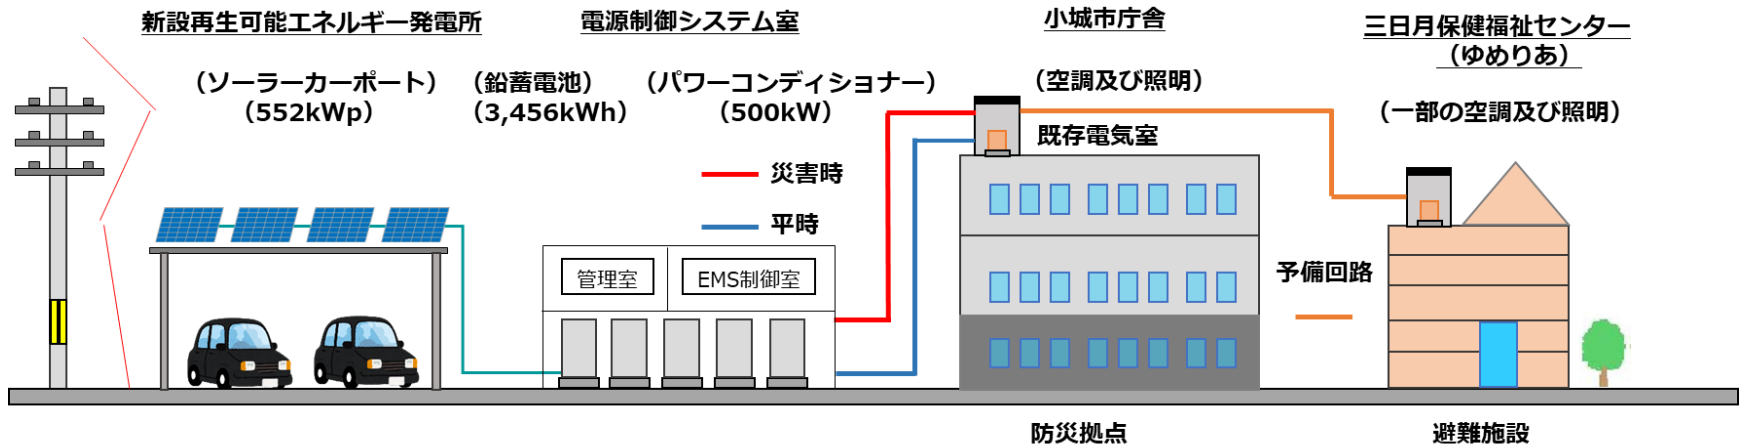 新設再生可能エネルギー発電所
（ソーラーカーポート）
（552kWp）
電源制御システム室
（鉛蓄電池）
（3,456kWh）
（パワーコンディショナー）
（500kW）
小城市庁舎
（空調及び照明）
既存電気室
三日月保健福祉センター
（ゆめりあ）
（一部の空調及び照明）
災害時
平時
管理室
EMS制御室
予備回路
防災拠点
避難施設